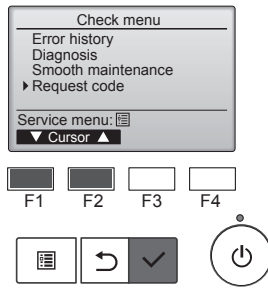 Check menu
Error history
Diagnosis
Smooth maintenance
Request code
Service menu:
▼ Cursor ▲
F1 F2 F3 F4